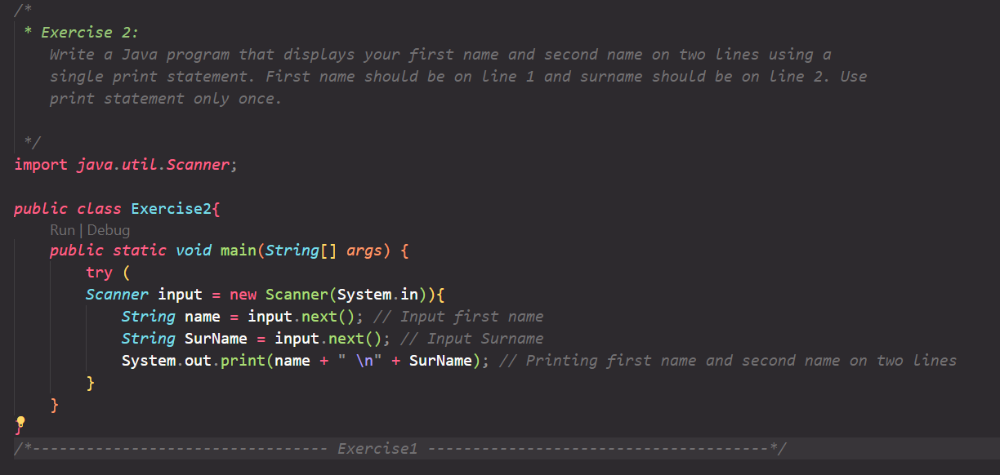 /*
* Exercise 2:
Write a Java program that displays your first name and second name on two lines using a
single print statement. First name should be on line 1 and surname should be on line 2. Use
print statement only once.
*/
import java.util.Scanner;
public class Exercise2{
Run | Debug
public static void main(String[] args) {
try (
Scanner input = new Scanner(System.in)){
String name = input.next(); // Input first name
String SurName = input.next(); // Input Surname
System.out.print(name + " \n" + SurName); // Printing first name and second name on two lines
}
}
}
/*--------------------------------- Exercise1 --------------------------------------*/